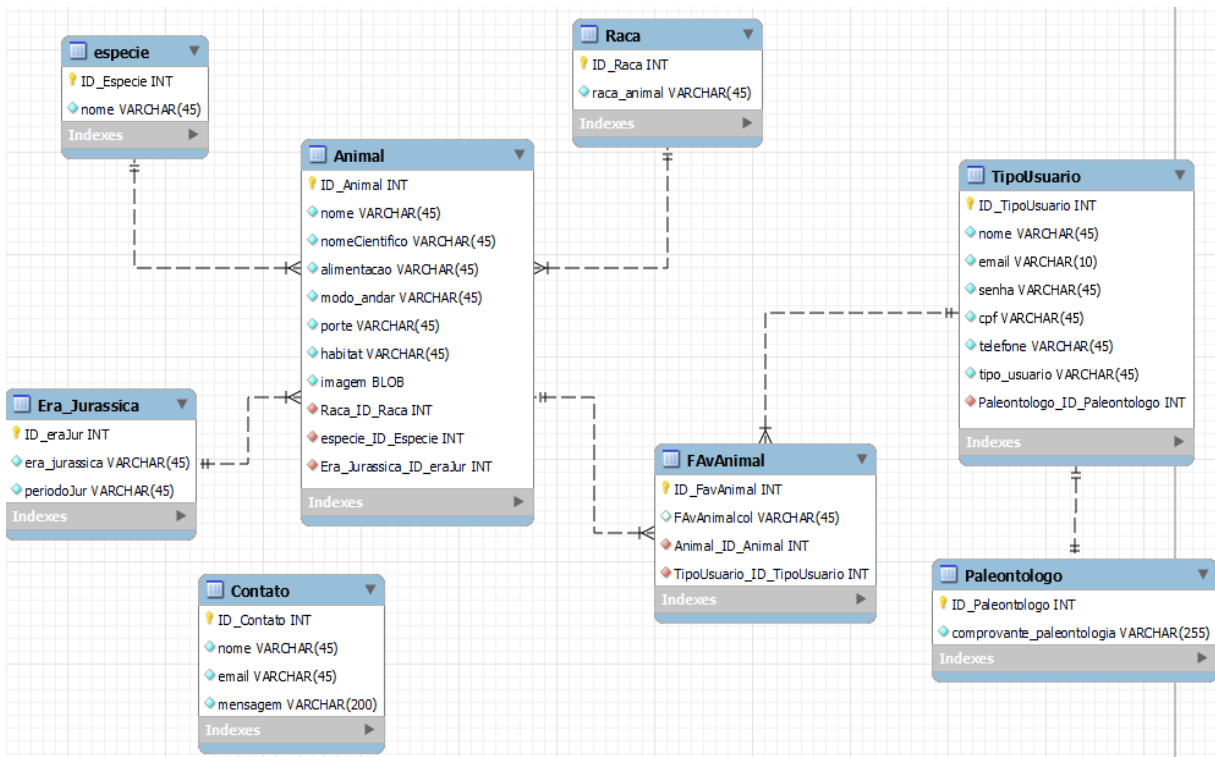 especie
ID_Especie INT
nome VARCHAR(45)
Indexes
Raca
ID_Raca INT
raca_animal VARCHAR(45)
Indexes
Animal
ID_Animal INT
nome VARCHAR(45)
nomeCientifico VARCHAR(45)
alimentacao VARCHAR(45)
modo_andar VARCHAR(45)
porte VARCHAR(45)
habitat VARCHAR(45)
imagem BLOB
Raca_ID_Raca INT
especie_ID_Especie INT
Era_Jurassica_ID_eraJur INT
Indexes
TipoUsuario
ID_TipoUsuario INT
nome VARCHAR(45)
email VARCHAR(10)
senha VARCHAR(45)
cpf VARCHAR(45)
telefone VARCHAR(45)
tipo_usuario VARCHAR(45)
Paleontologo_ID_Paleontologo INT
Indexes
Era_Jurassica
ID_eraJur INT
era_jurassica VARCHAR(45)
periodoJur VARCHAR(45)
Indexes
FAvAnimal
ID_FavAnimal INT
FAvAnimalcol VARCHAR(45)
Animal_ID_Animal INT
TipoUsuario_ID_TipoUsuario INT
Indexes
Contato
ID_Contato INT
nome VARCHAR(45)
email VARCHAR(45)
mensagem VARCHAR(200)
Indexes
Paleontologo
ID_Paleontologo INT
comprovante_paleontologia VARCHAR(255)
Indexes